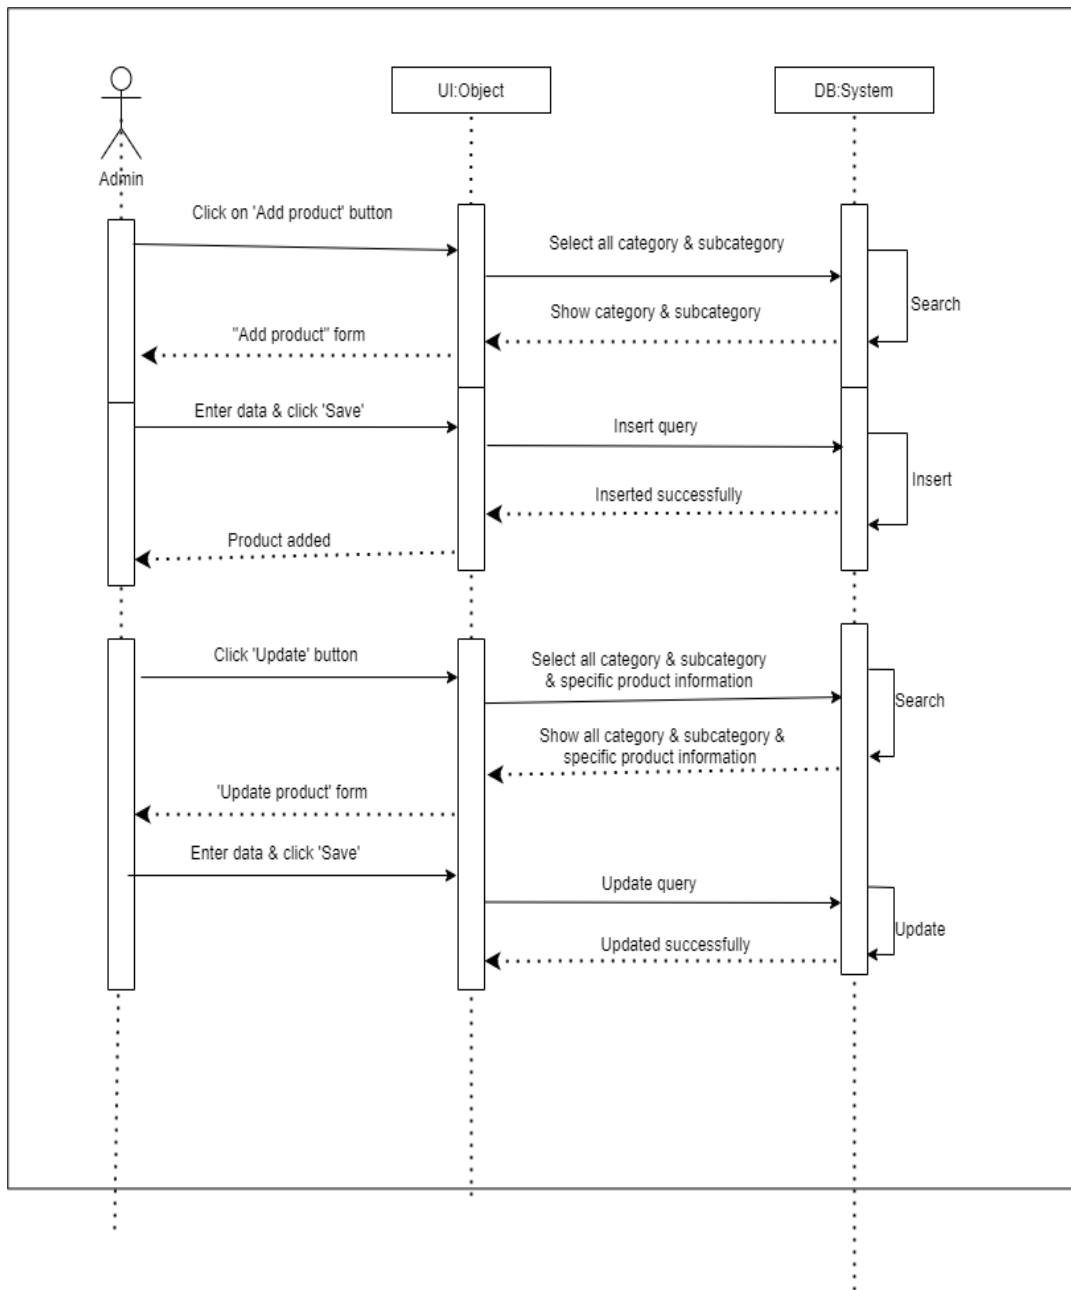 UI:Object
DB:System
Admin
Click on 'Add product' button
Select all category & subcategory
Search
Show category & subcategory
"Add product" form
Enter data & click 'Save'
Insert query
Insert
Inserted successfully
Product added
Click 'Update' button
Select all category & subcategory
& specific product information
Search
Show all category & subcategory &
specific product information
'Update product' form
Enter data & click 'Save'
Update query
Update
Updated successfully